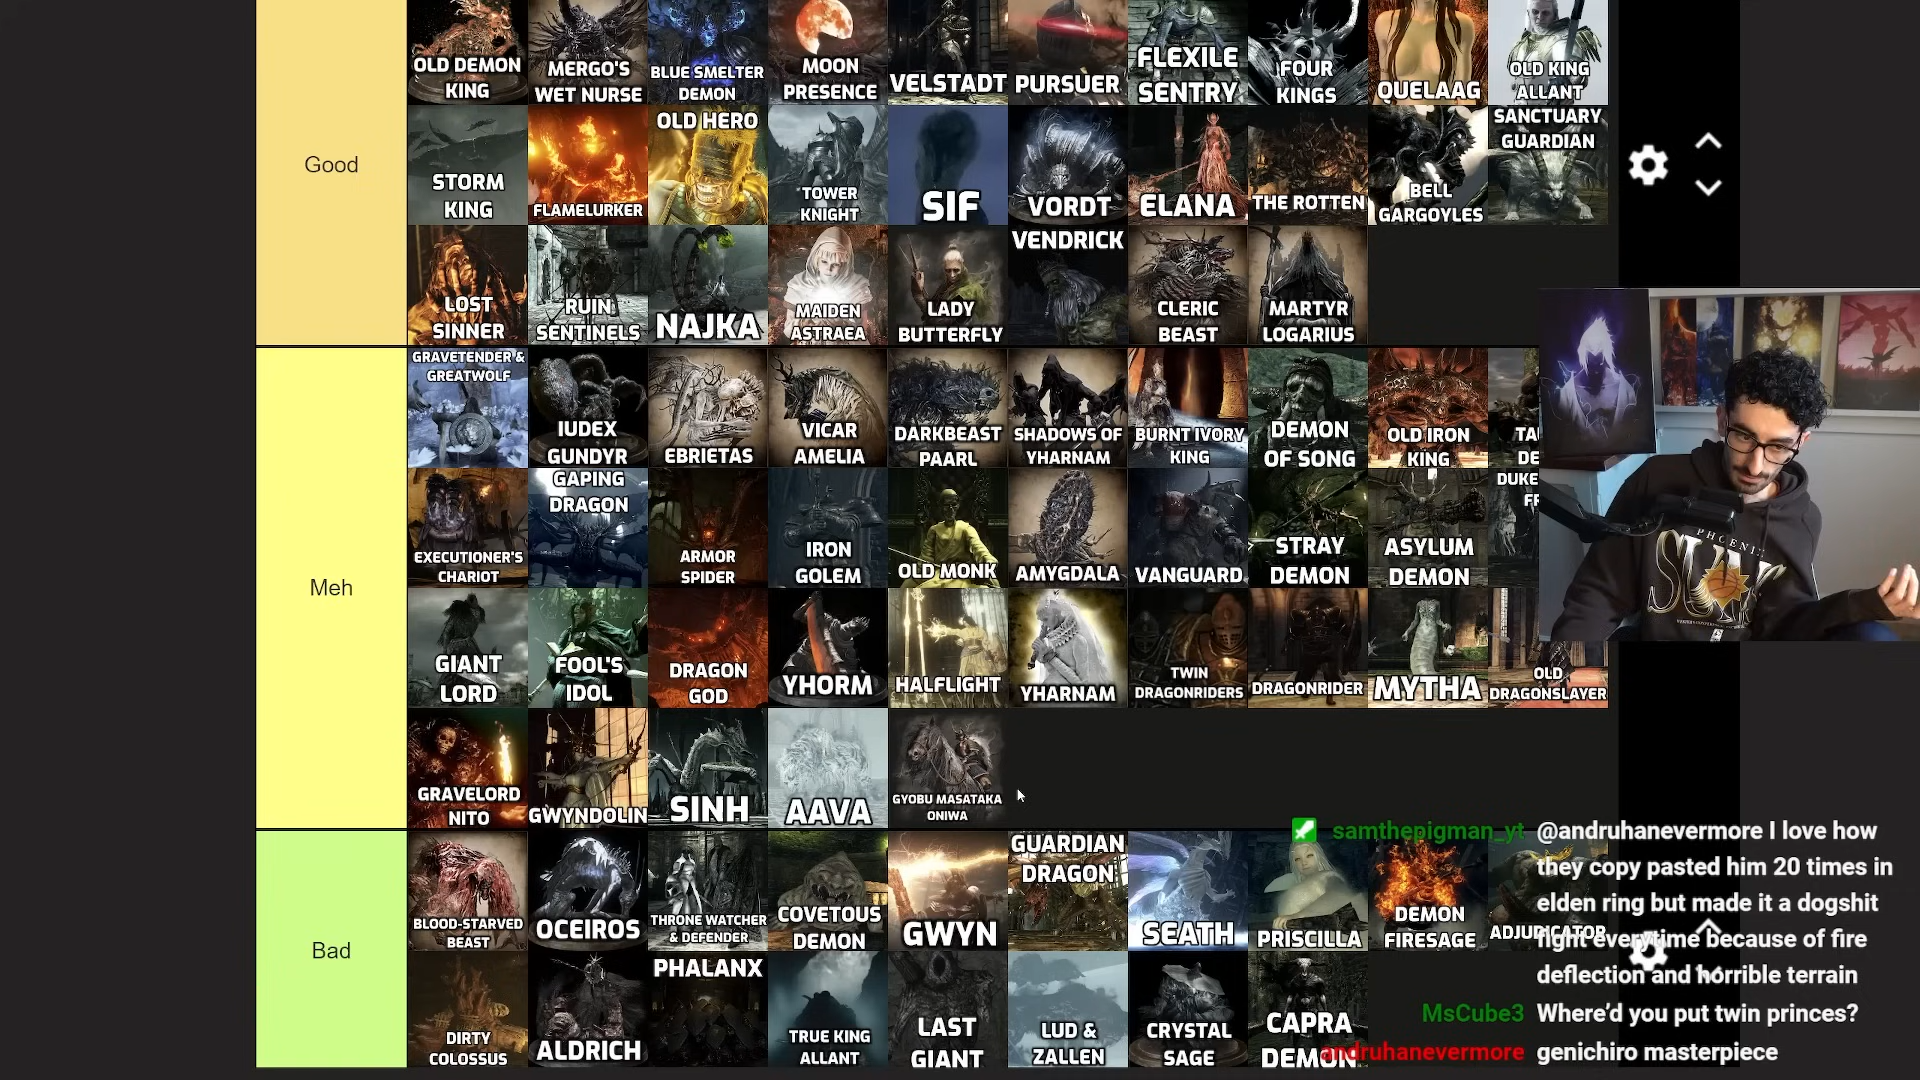 OLD DEMON
KING
MERGO'S
WET NURSE
BLUE SMELTER
DEMON
MOON
PRESENCE
VELSTADT
PURSUER
FLEXILE
SENTRY
FOUR
KINGS
QUELAAG
OLD KING
ALLANT
Good
STORM
KING
FLAMELURKER
OLD HERO
TOWER
KNIGHT
SIF
VORDT
ELANA
THE ROTTEN
BELL
GARGOYLES
SANCTUARY
GUARDIAN
LOST
SINNER
RUIN
SENTINELS
NAJKA
MAIDEN
ASTRAEA
LADY
BUTTERFLY
VENDRICK
CLERIC
BEAST
MARTYR
LOGARIUS
Meh
GRAVETENDER &
GREATWOLF
IUDEX
GUNDYR
EBRIETAS
VICAR
AMELIA
DARKBEAST
PAARL
SHADOWS OF
YHARNAM
BURNT IVORY
KING
DEMON
OF SONG
OLD IRON
KING
TAU
DE
EXECUTIONER'S
CHARIOT
GAPING
DRAGON
ARMOR
SPIDER
IRON
GOLEM
OLD MONK
AMYGDALA
VANGUARD
STRAY
DEMON
ASYLUM
DEMON
DUKE
FR
GIANT
LORD
FOOL'S
IDOL
DRAGON
GOD
YHORM
HALFLIGHT
YHARNAM
TWIN
DRAGONRIDERS
DRAGONRIDER
MYTHA
OLD
DRAGONSLAYER
PHOENIX
SUNS
GRAVELORD
NITO
GWYNDOLIN
SINH
AAVA
GYOBU MASATAKA
ONIWA
Bad
BLOOD-STARVED
BEAST
OCEIROS
THRONE WATCHER
& DEFENDER
COVETOUS
DEMON
GWYN
GUARDIAN
DRAGON
SEATH
PRISCILLA
DEMON
FIRESAGE
ADJUDICATOR
DIRTY
COLOSSUS
ALDRICH
PHALANX
TRUE KING
ALLANT
LAST
GIANT
LUD &
ZALLEN
CRYSTAL
SAGE
CAPRA
DEMON
samthepigman_yt @andruhanevermore I love how
they copy pasted him 20 times in
elden ring but made it a dogshit
fight everytime because of fire
deflection and horrible terrain
MsCube3 Where'd you put twin princes?
andruhanevermore genichiro masterpiece